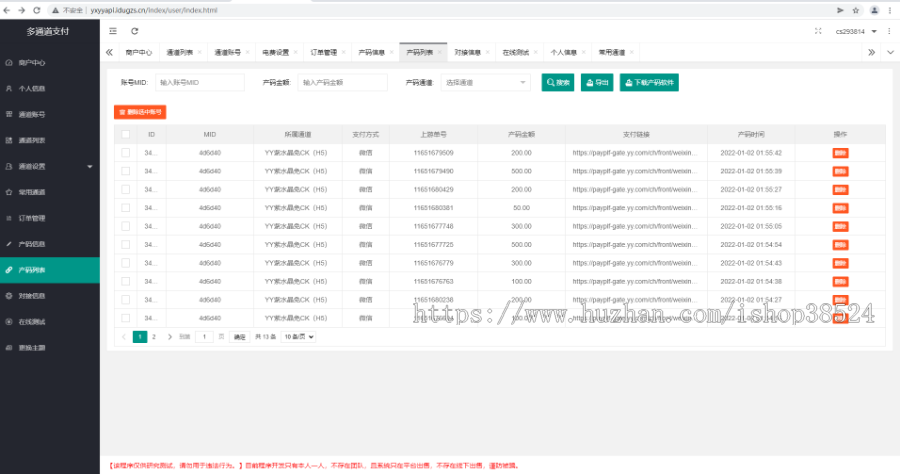 不安全 | yxyyapi.idugzs.cn/index/user/index.html
多通道支付
cs293814
商户中心 通道列表 通道账号 电费设置 订单管理 产码信息 产码列表 对接信息 在线测试 个人信息 常用通道
商户中心
个人信息
通道账号
通道列表
通道设置
常用通道
订单管理
产码信息
产码列表
对接信息
在线测试
更换主题
账号MID: 输入账号MID 产码金额: 输入产码金额 产码通道: 选择通道 搜索 导出 下载产码软件
删除选中账号
ID MID 所属通道 支付方式 上游单号 产码金额 支付链接 产码时间 操作
34... 4d6d40 YY紫水晶亮CK（H5） 微信 11651679509 200.00 https://payplf-gate.yy.com/ch/front/weixin... 2022-01-02 01:55:42 删除
34... 4d6d40 YY紫水晶亮CK（H5） 微信 11651679490 500.00 https://payplf-gate.yy.com/ch/front/weixin... 2022-01-02 01:55:39 删除
34... 4d6d40 YY紫水晶亮CK（H5） 微信 11651680429 200.00 https://payplf-gate.yy.com/ch/front/weixin... 2022-01-02 01:55:27 删除
34... 4d6d40 YY紫水晶亮CK（H5） 微信 11651680381 50.00 https://payplf-gate.yy.com/ch/front/weixin... 2022-01-02 01:55:16 删除
34... 4d6d40 YY紫水晶亮CK（H5） 微信 11651677748 300.00 https://payplf-gate.yy.com/ch/front/weixin... 2022-01-02 01:55:05 删除
34... 4d6d40 YY紫水晶亮CK（H5） 微信 11651677725 500.00 https://payplf-gate.yy.com/ch/front/weixin... 2022-01-02 01:54:54 删除
34... 4d6d40 YY紫水晶亮CK（H5） 微信 11651676779 300.00 https://payplf-gate.yy.com/ch/front/weixin... 2022-01-02 01:54:43 删除
34... 4d6d40 YY紫水晶亮CK（H5） 微信 11651676763 100.00 https://payplf-gate.yy.com/ch/front/weixin... 2022-01-02 01:54:38 删除
34... 4d6d40 YY紫水晶亮CK（H5） 微信 11651680238 200.00 https://payplf-gate.yy.com/ch/front/weixin... 2022-01-02 01:54:27 删除
34... 4d6d40 YY紫水晶亮CK（H5） 微信 100.00
https://www.huzhan.com/ishop38524
1 2 到第 1 页 确定 共 13 条 10 条/页
【该程序仅供研究测试，请勿用于违法行为。】目前程序开发只有本人一人，不存在团队，且系统只在平台出售，不存在线下出售，谨防被骗。